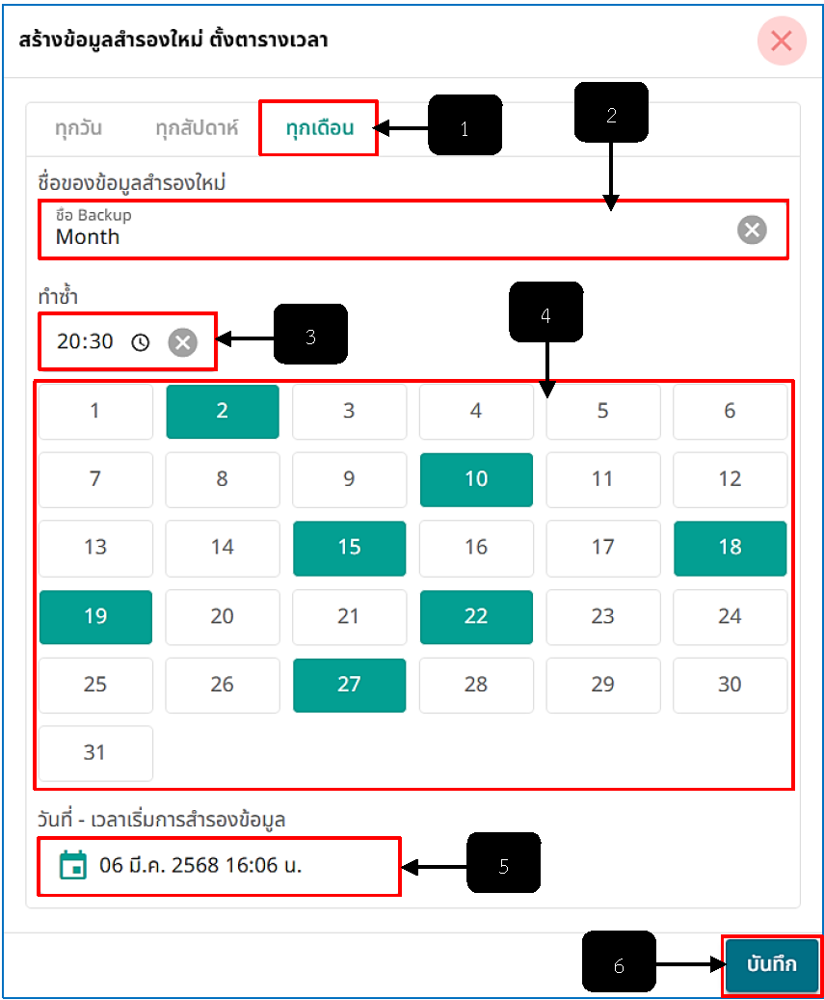 สร้างข้อมูลสำรองใหม่ ตั้งตารางเวลา
ทุกวัน ทุกสัปดาห์ ทุกเดือน 1 2
ชื่อของข้อมูลสำรองใหม่
ชื่อ Backup
Month
ทำซ้ำ
4
20:30 3
1 2 3 4 5 6
7 8 9 10 11 12
13 14 15 16 17 18
19 20 21 22 23 24
25 26 27 28 29 30
31
วันที่ - เวลาเริ่มการสำรองข้อมูล
06 มี.ค. 2568 16:06 น. 5
6 บันทึก